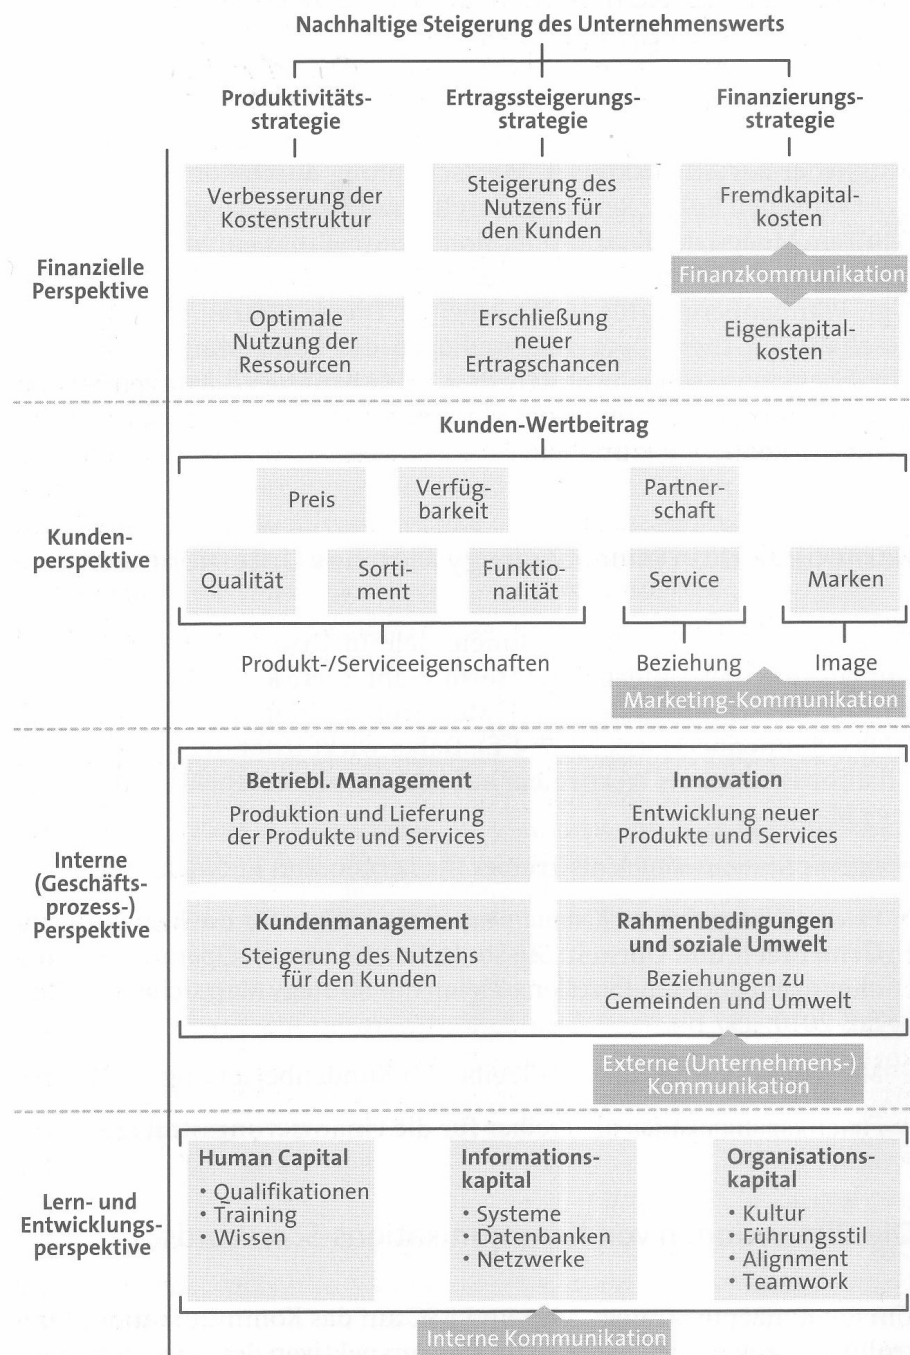 Nachhaltige Steigerung des Unternehmenswerts
Produktivitäts-
strategie
Ertragssteigerungs-
strategie
Finanzierungs-
strategie
Finanzielle
Perspektive
Verbesserung der
Kostenstruktur
Steigerung des
Nutzens für
den Kunden
Fremdkapital-
kosten
Finanzkommunikation
Optimale
Nutzung der
Ressourcen
Erschließung
neuer
Ertragschancen
Eigenkapital-
kosten
Kunden-Wertbeitrag
Kunden-
perspektive
Preis
Verfüg-
barkeit
Partner-
schaft
Qualität
Sorti-
ment
Funktio-
nalität
Service
Marken
Produkt-/Serviceeigenschaften
Beziehung
Image
Marketing-Kommunikation
Interne
(Geschäfts-
prozess-)
Perspektive
Betriebl. Management
Produktion und Lieferung
der Produkte und Services
Innovation
Entwicklung neuer
Produkte und Services
Kundenmanagement
Steigerung des Nutzens
für den Kunden
Rahmenbedingungen
und soziale Umwelt
Beziehungen zu
Gemeinden und Umwelt
Externe (Unternehmens-)
Kommunikation
Lern- und
Entwicklungs-
perspektive
Human Capital
• Qualifikationen
• Training
• Wissen
Informations-
kapital
• Systeme
• Datenbanken
• Netzwerke
Organisations-
kapital
• Kultur
• Führungsstil
• Alignment
• Teamwork
Interne Kommunikation